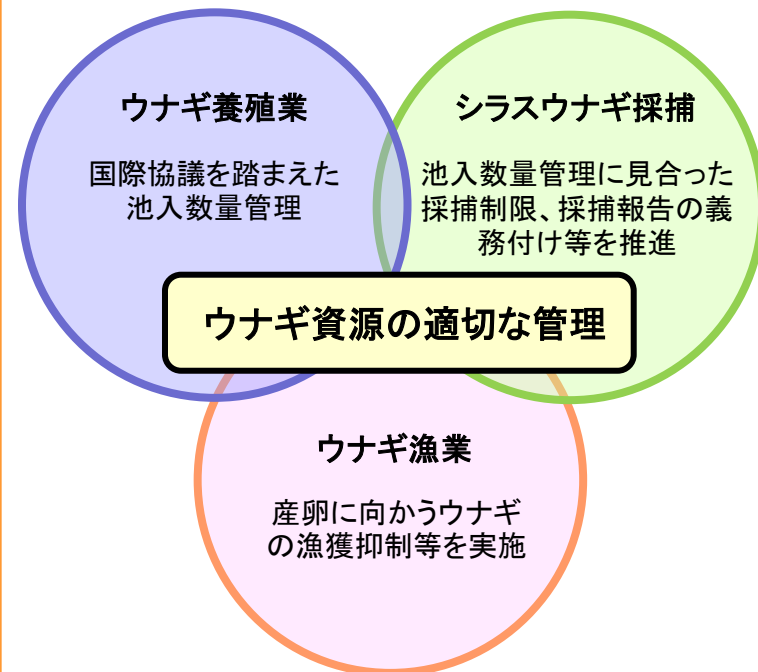 ウナギ養殖業
国際協議を踏まえた
池入数量管理
シラスウナギ採捕
池入数量管理に見合った
採捕制限、採捕報告の義
務付け等を推進
ウナギ資源の適切な管理
ウナギ漁業
産卵に向かうウナギ
の漁獲抑制等を実施